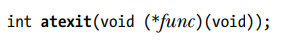 int atexit(void (*func)(void));